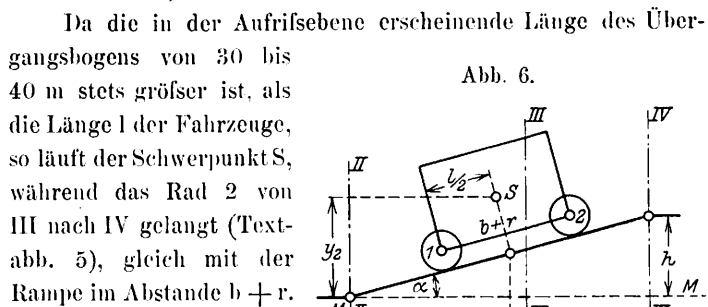 Da die in der Aufrifsebene erscheinende Länge des Über-
gangsbogens von 30 bis
40 m stets gröfser ist, als
die Länge l der Fahrzeuge,
so läuft der Schwerpunkt S,
während das Rad 2 von
III nach IV gelangt (Text-
abb. 5), gleich mit der
Rampe im Abstande b + r.
Abb. 6.
II
III
IV
l/2
S
b+r
1
2
y2
α
h
M